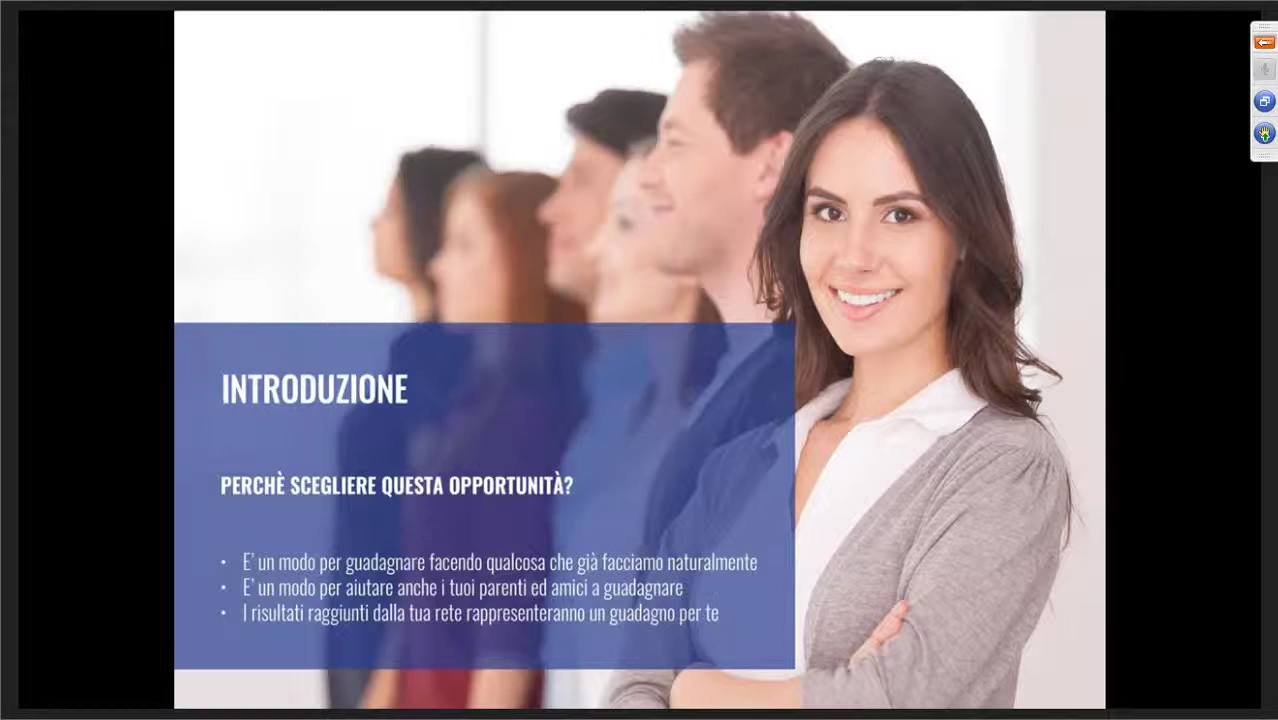 INTRODUZIONE
PERCHÈ SCEGLIERE QUESTA OPPORTUNITÀ?
• E' un modo per guadagnare facendo qualcosa che già facciamo naturalmente
• E' un modo per aiutare anche i tuoi parenti ed amici a guadagnare
• I risultati raggiunti dalla tua rete rappresenteranno un guadagno per te